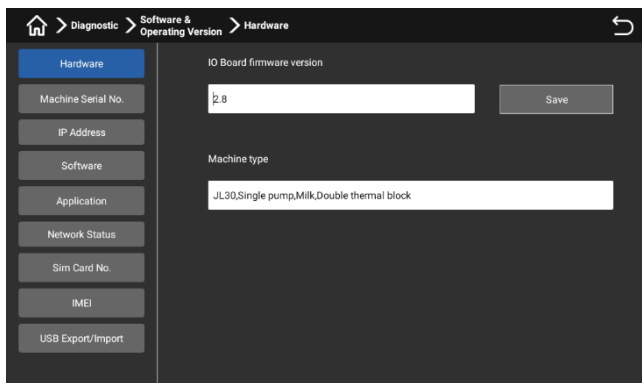 Diagnostic
Software &
Operating Version
Hardware
Hardware
Machine Serial No.
IP Address
Software
Application
Network Status
Sim Card No.
IMEI
USB Export/Import
IO Board firmware version
2.8
Save
Machine type
JL30,Single pump,Milk,Double thermal block